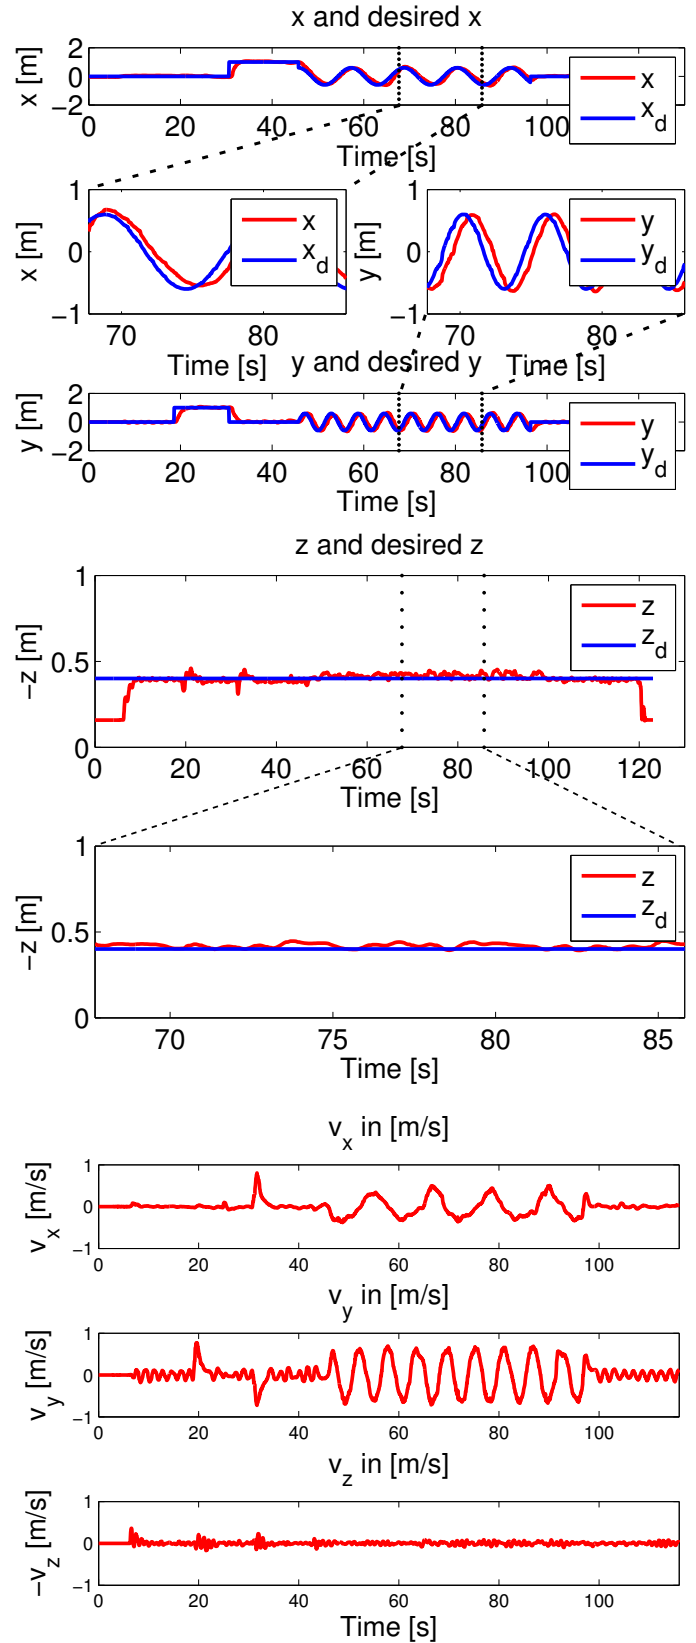 x and desired x
x [m]
2
0
−2
0 20 40 60 80 100
Time [s]
x
x_d
x [m]
1
0
−1
70 80
Time [s]
x
x_d
y [m]
1
0
−1
70 80
Time [s]
y
y_d
y and desired y
y [m]
2
0
−2
0 20 40 60 80 100
Time [s]
y
y_d
z and desired z
−z [m]
1
0.5
0
0 20 40 60 80 100 120
Time [s]
z
z_d
−z [m]
1
0.5
0
70 75 80 85
Time [s]
z
z_d
v_x in [m/s]
v_x [m/s]
1
0
−1
0 20 40 60 80 100
v_y in [m/s]
v_y [m/s]
1
0
−1
0 20 40 60 80 100
v_z in [m/s]
−v_z [m/s]
1
0
−1
0 20 40 60 80 100
Time [s]